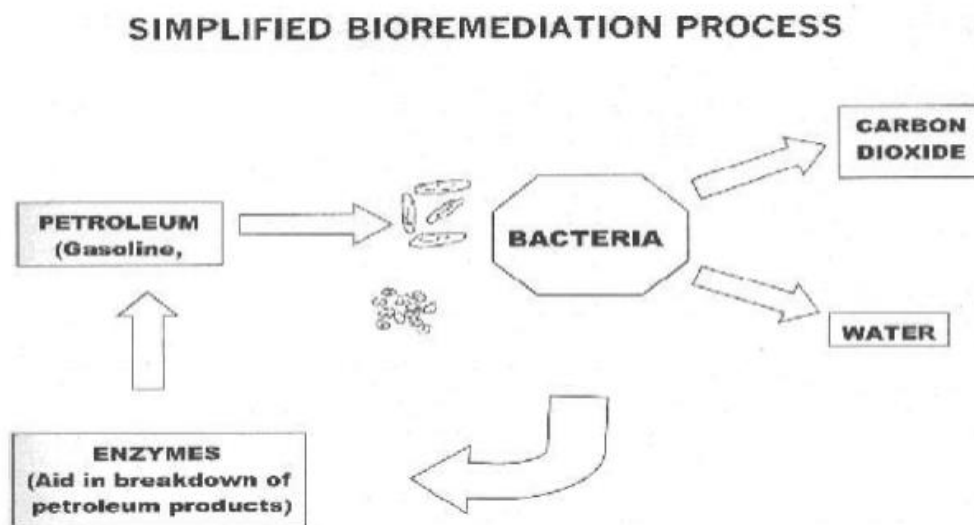 SIMPLIFIED BIOREMEDIATION PROCESS
CARBON
DIOXIDE
PETROLEUM
(Gasoline,
BACTERIA
WATER
ENZYMES
(Aid in breakdown of
petroleum products)